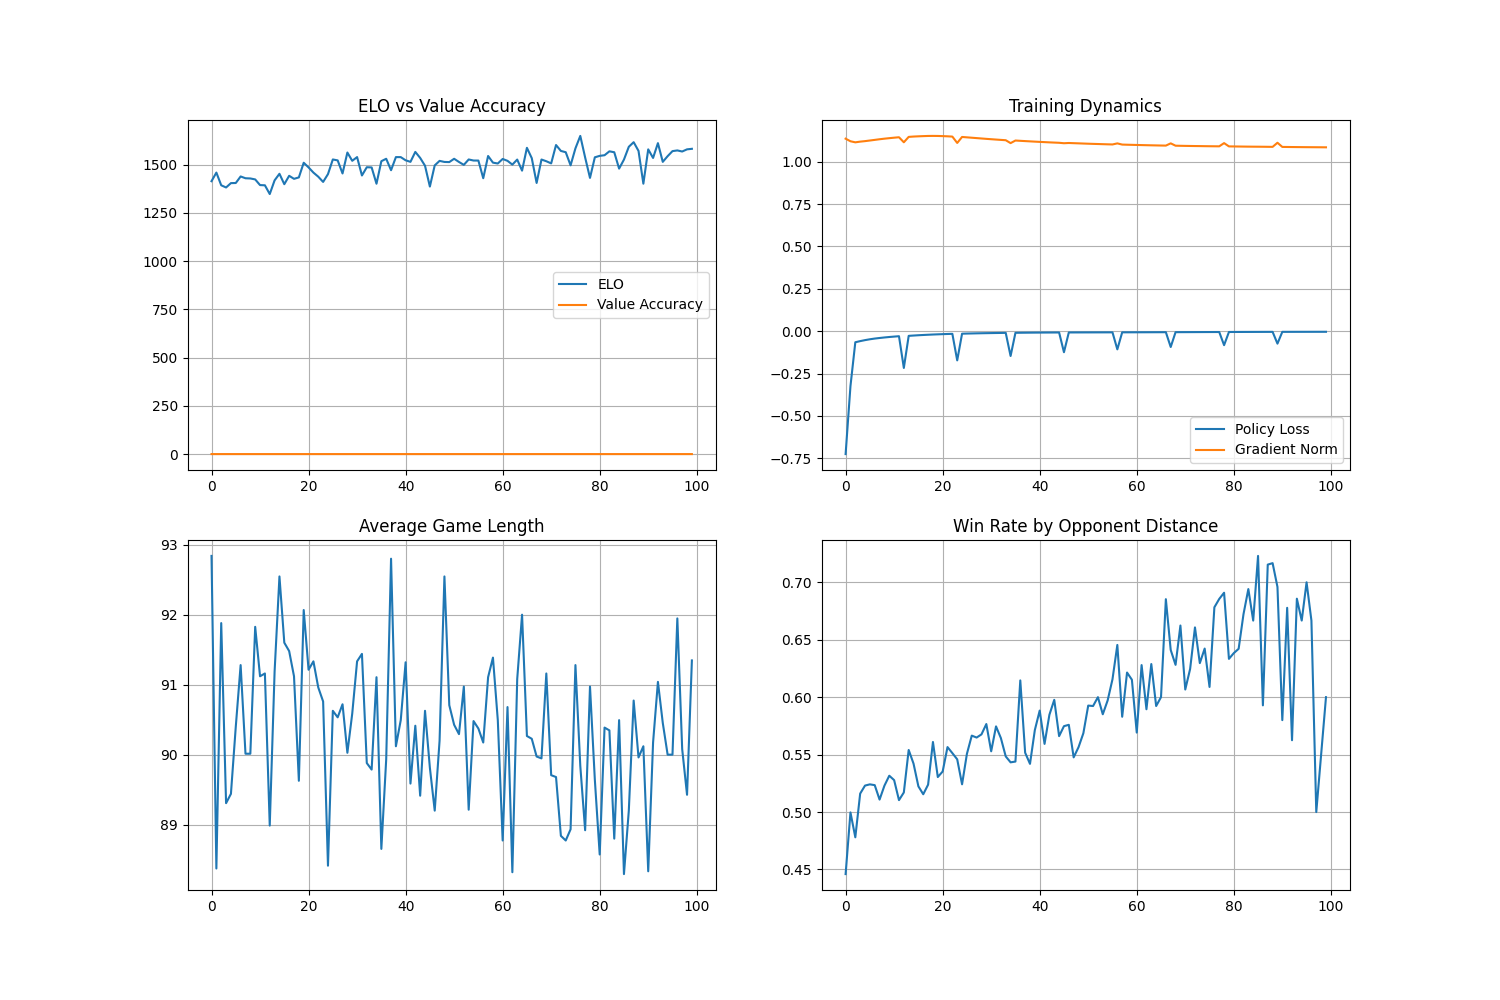 ELO vs Value Accuracy
1500
1250
1000
750
500
250
0
0 20 40 60 80 100
ELO
Value Accuracy
Training Dynamics
1.00
0.75
0.50
0.25
0.00
−0.25
−0.50
−0.75
0 20 40 60 80 100
Policy Loss
Gradient Norm
Average Game Length
93
92
91
90
89
0 20 40 60 80 100
Win Rate by Opponent Distance
0.70
0.65
0.60
0.55
0.50
0.45
0 20 40 60 80 100